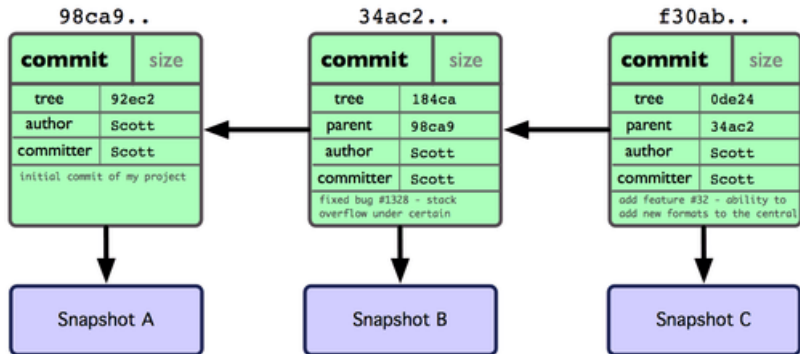 98ca9..
commit size
tree 92ec2
author Scott
committer Scott
initial commit of my project
Snapshot A
34ac2..
commit size
tree 184ca
parent 98ca9
author Scott
committer Scott
fixed bug #1328 - stack
overflow under certain
Snapshot B
f30ab..
commit size
tree 0de24
parent 34ac2
author Scott
committer Scott
add feature #32 - ability to
add new formats to the central
Snapshot C